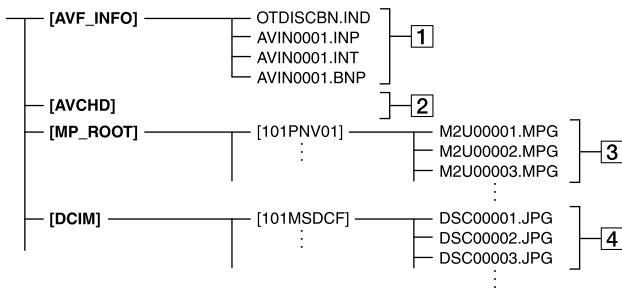 [AVF_INFO] OTDISCBN.IND
AVIN0001.INP 1
AVIN0001.INT
AVIN0001.BNP
[AVCHD] 2
[MP_ROOT] [101PNV01] M2U00001.MPG
M2U00002.MPG 3
M2U00003.MPG
[DCIM] [101MSDCF] DSC00001.JPG
DSC00002.JPG 4
DSC00003.JPG